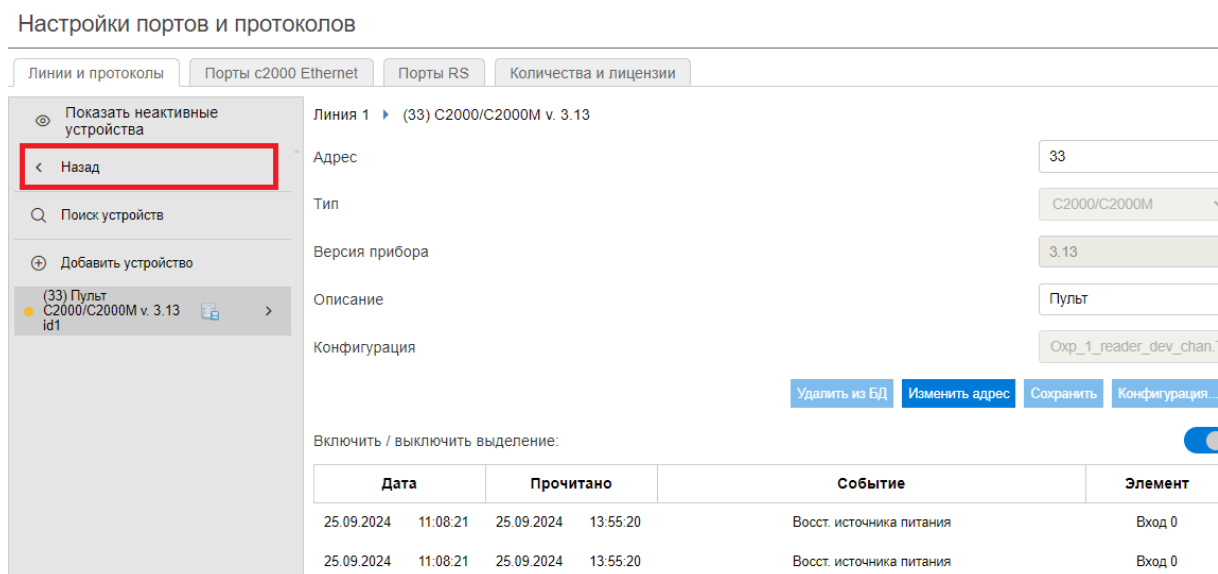 Настройки портов и протоколов
Линии и протоколы
Порты с2000 Ethernet
Порты RS
Количества и лицензии
Показать неактивные
устройства
Назад
Поиск устройств
Добавить устройство
(33) Пульт
С2000/С2000М v. 3.13
id1
Линия 1 (33) С2000/С2000М v. 3.13
Адрес 33
Тип С2000/С2000М
Версия прибора 3.13
Описание Пульт
Конфигурация Oxp_1_reader_dev_chan.
Удалить из БД Изменить адрес Сохранить Конфигурация...
Включить / выключить выделение:
Дата Прочитано Событие Элемент
25.09.2024 11:08:21 25.09.2024 13:55:20 Восст. источника питания Вход 0
25.09.2024 11:08:21 25.09.2024 13:55:20 Восст. источника питания Вход 0